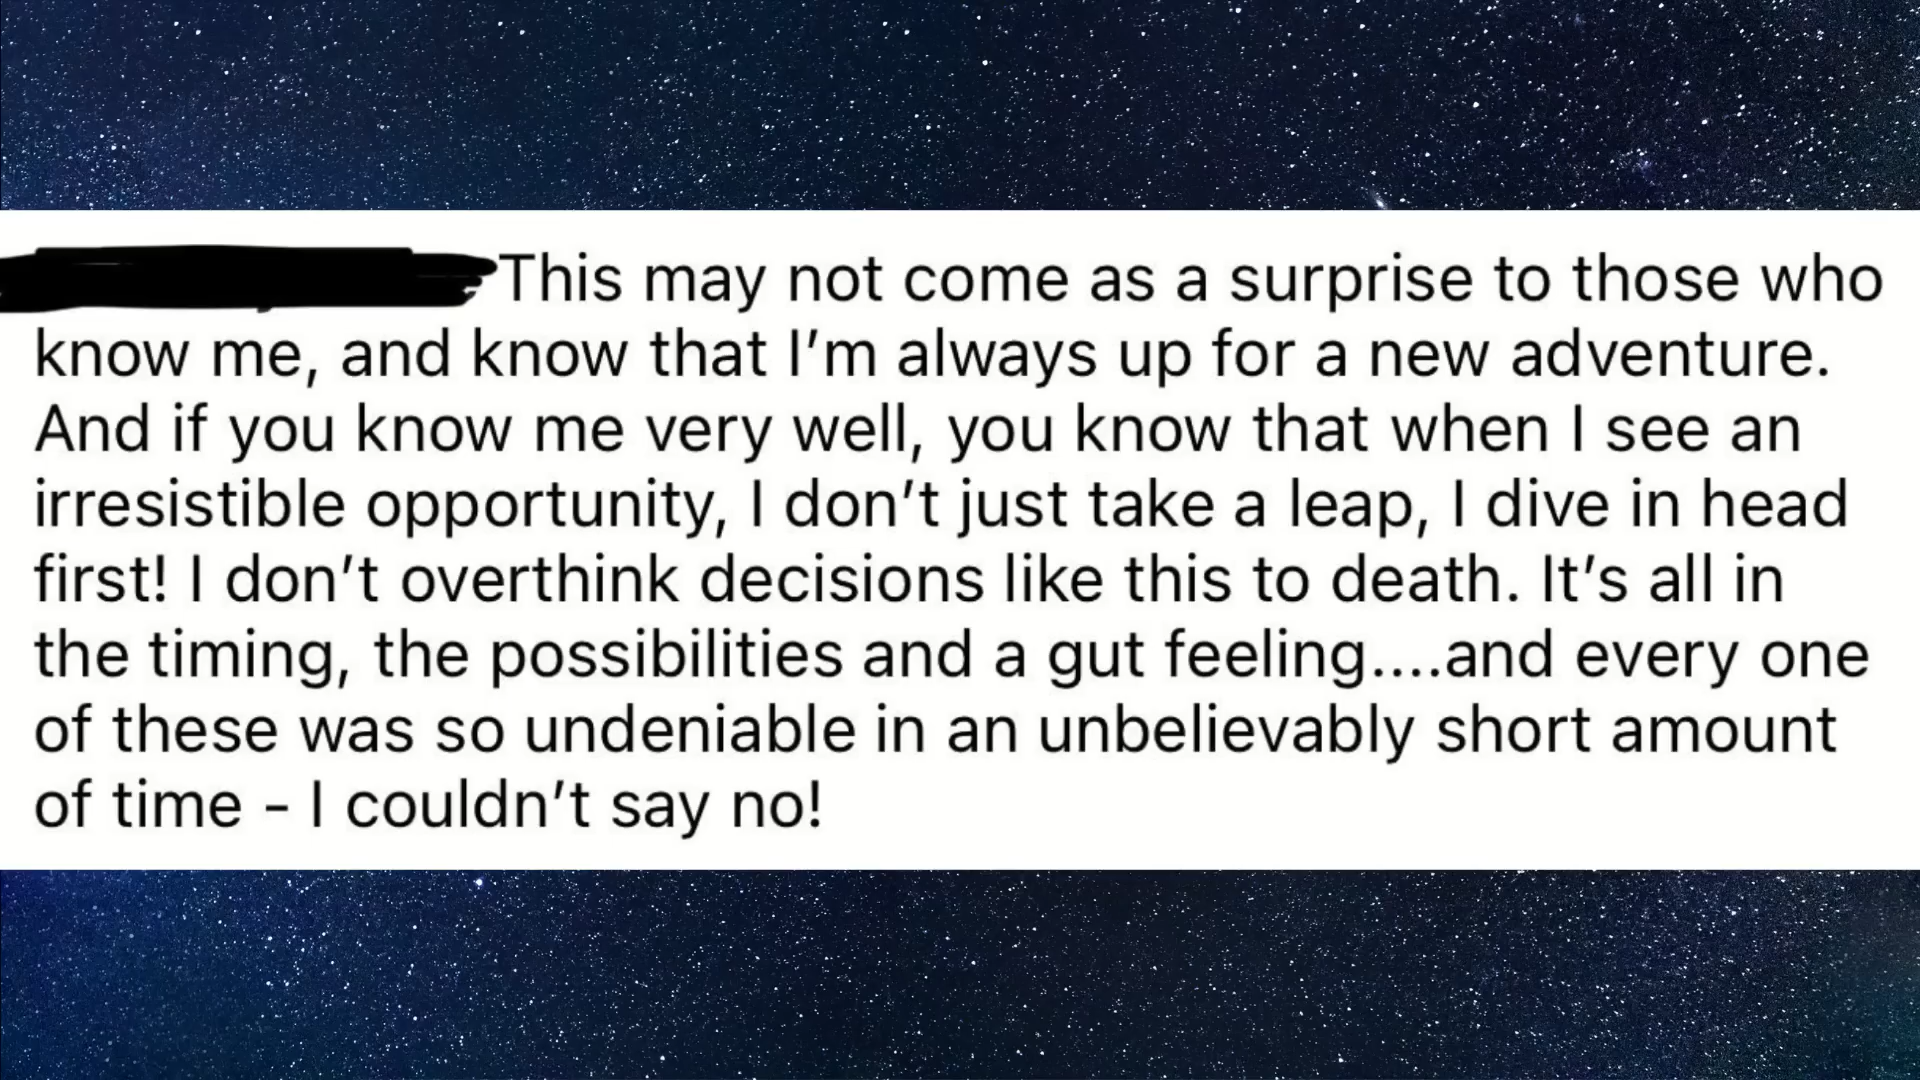 This may not come as a surprise to those who
know me, and know that I’m always up for a new adventure.
And if you know me very well, you know that when I see an
irresistible opportunity, I don’t just take a leap, I dive in head
first! I don’t overthink decisions like this to death. It’s all in
the timing, the possibilities and a gut feeling....and every one
of these was so undeniable in an unbelievably short amount
of time - I couldn’t say no!